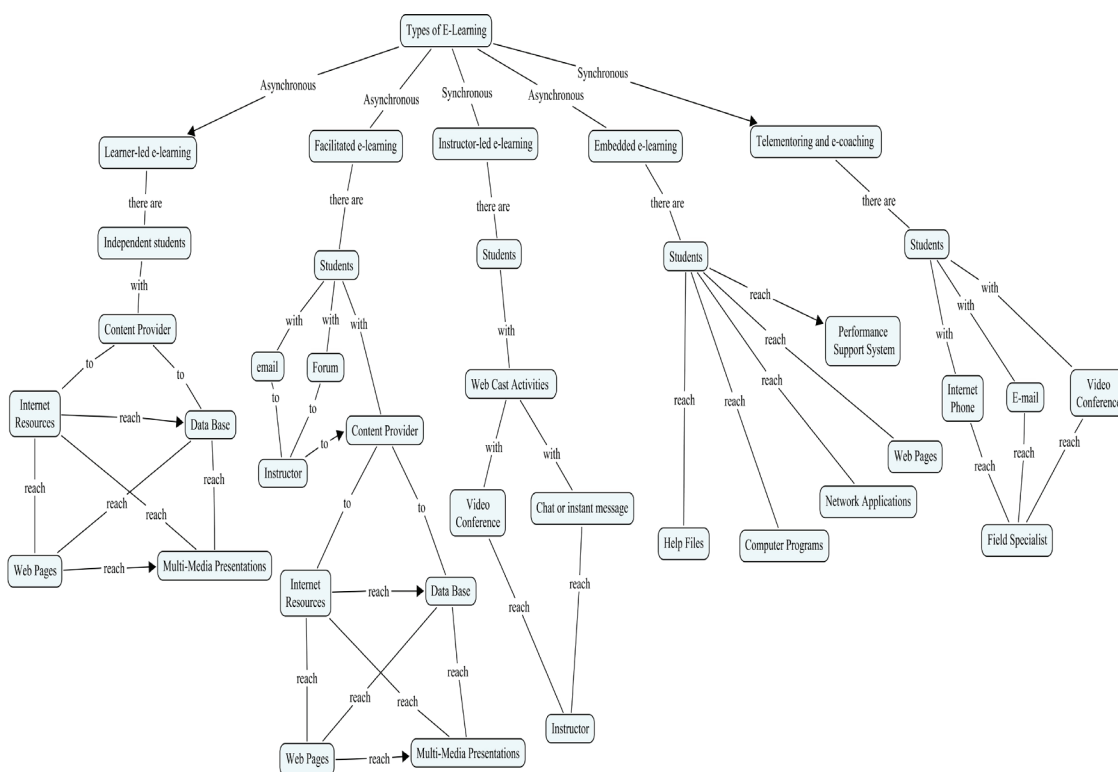 Types of E-Learning
Synchronous
Asynchronous
Asynchronous
Synchronous
Asynchronous
Learner-led e-learning
Facilitated e-learning
Instructor-led e-learning
Embedded e-learning
Telementoring and e-coaching
there are
there are
there are
there are
there are
Independent students
Students
Students
Students
Students
with
Content Provider
to
to
Internet
Resources
reach
Data Base
reach
reach
reach
reach
Web Pages
reach
Multi-Media Presentations
with
with
with
email
Forum
to
to
Instructor
to
Content Provider
to
to
Internet
Resources
reach
Data Base
reach
reach
reach
reach
Web Pages
reach
Multi-Media Presentations
with
Web Cast Activities
with
with
Video
Conference
Chat or instant message
reach
reach
Instructor
reach
Performance
Support System
reach
reach
reach
reach
Web Pages
Network Applications
Help Files
Computer Programs
with
with
with
Internet
Phone
E-mail
Video
Conference
reach
reach
reach
Field Specialist